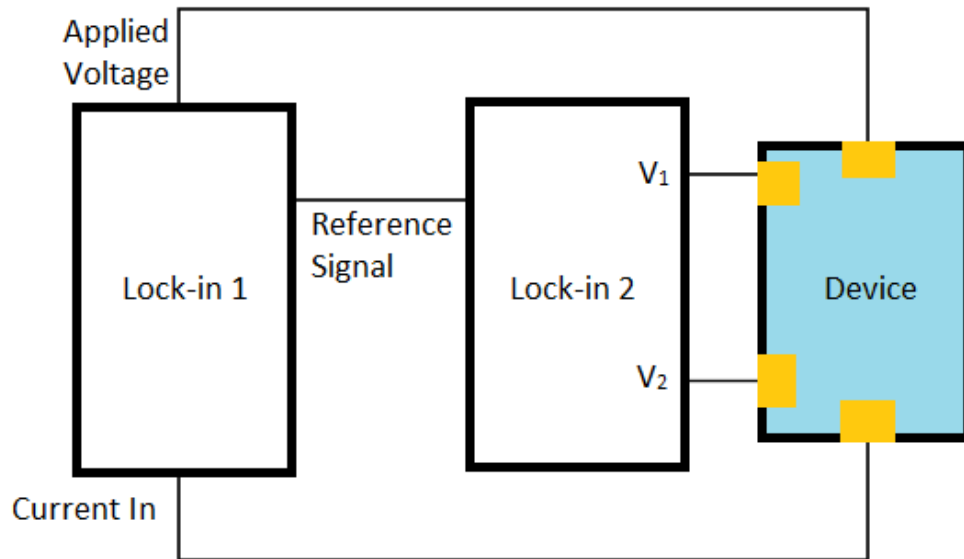 Applied
Voltage
V₁
Reference
Signal
Lock-in 1
Lock-in 2
Device
V₂
Current In